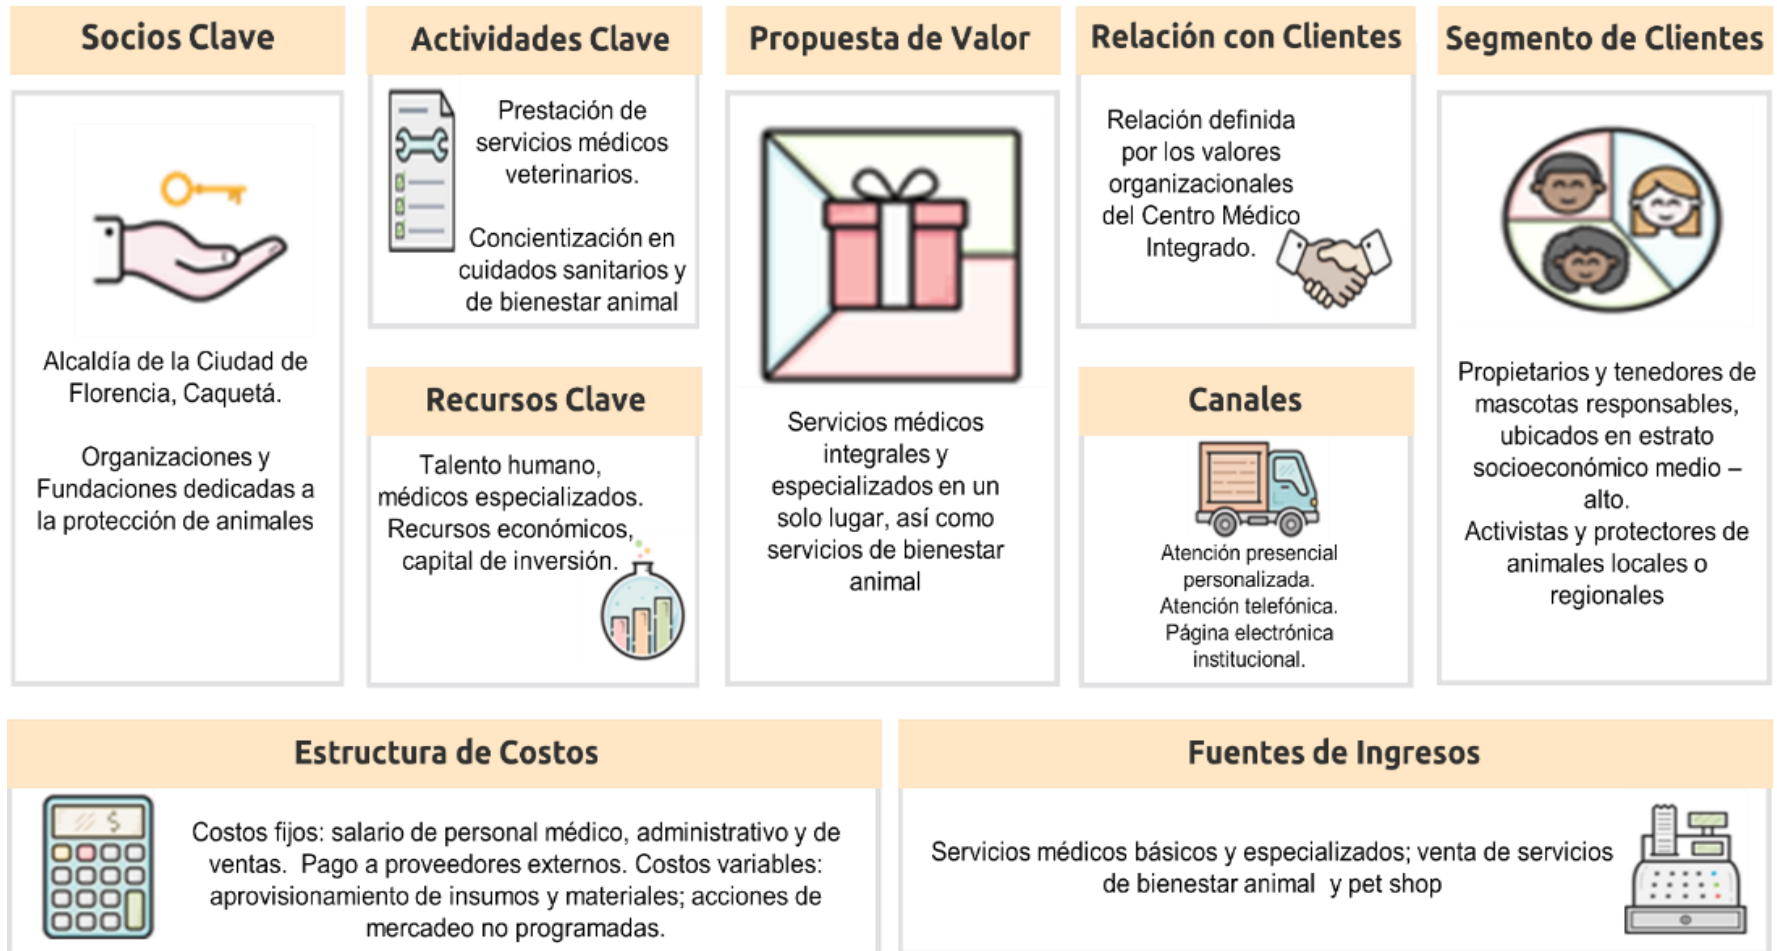 Socios Clave
Alcaldía de la Ciudad de
Florencia, Caquetá.
Organizaciones y
Fundaciones dedicadas a
la protección de animales
Actividades Clave
Prestación de
servicios médicos
veterinarios.
Concientización en
cuidados sanitarios y
de bienestar animal
Recursos Clave
Talento humano,
médicos especializados.
Recursos económicos,
capital de inversión.
Propuesta de Valor
Servicios médicos
integrales y
especializados en un
solo lugar, así como
servicios de bienestar
animal
Relación con Clientes
Relación definida
por los valores
organizacionales
del Centro Médico
Integrado.
Canales
Atención presencial
personalizada.
Atención telefónica.
Página electrónica
institucional.
Segmento de Clientes
Propietarios y tenedores de
mascotas responsables,
ubicados en estrato
socioeconómico medio –
alto.
Activistas y protectores de
animales locales o
regionales
Estructura de Costos
$
Costos fijos: salario de personal médico, administrativo y de
ventas. Pago a proveedores externos. Costos variables:
aprovisionamiento de insumos y materiales; acciones de
mercadeo no programadas.
Fuentes de Ingresos
Servicios médicos básicos y especializados; venta de servicios
de bienestar animal y pet shop